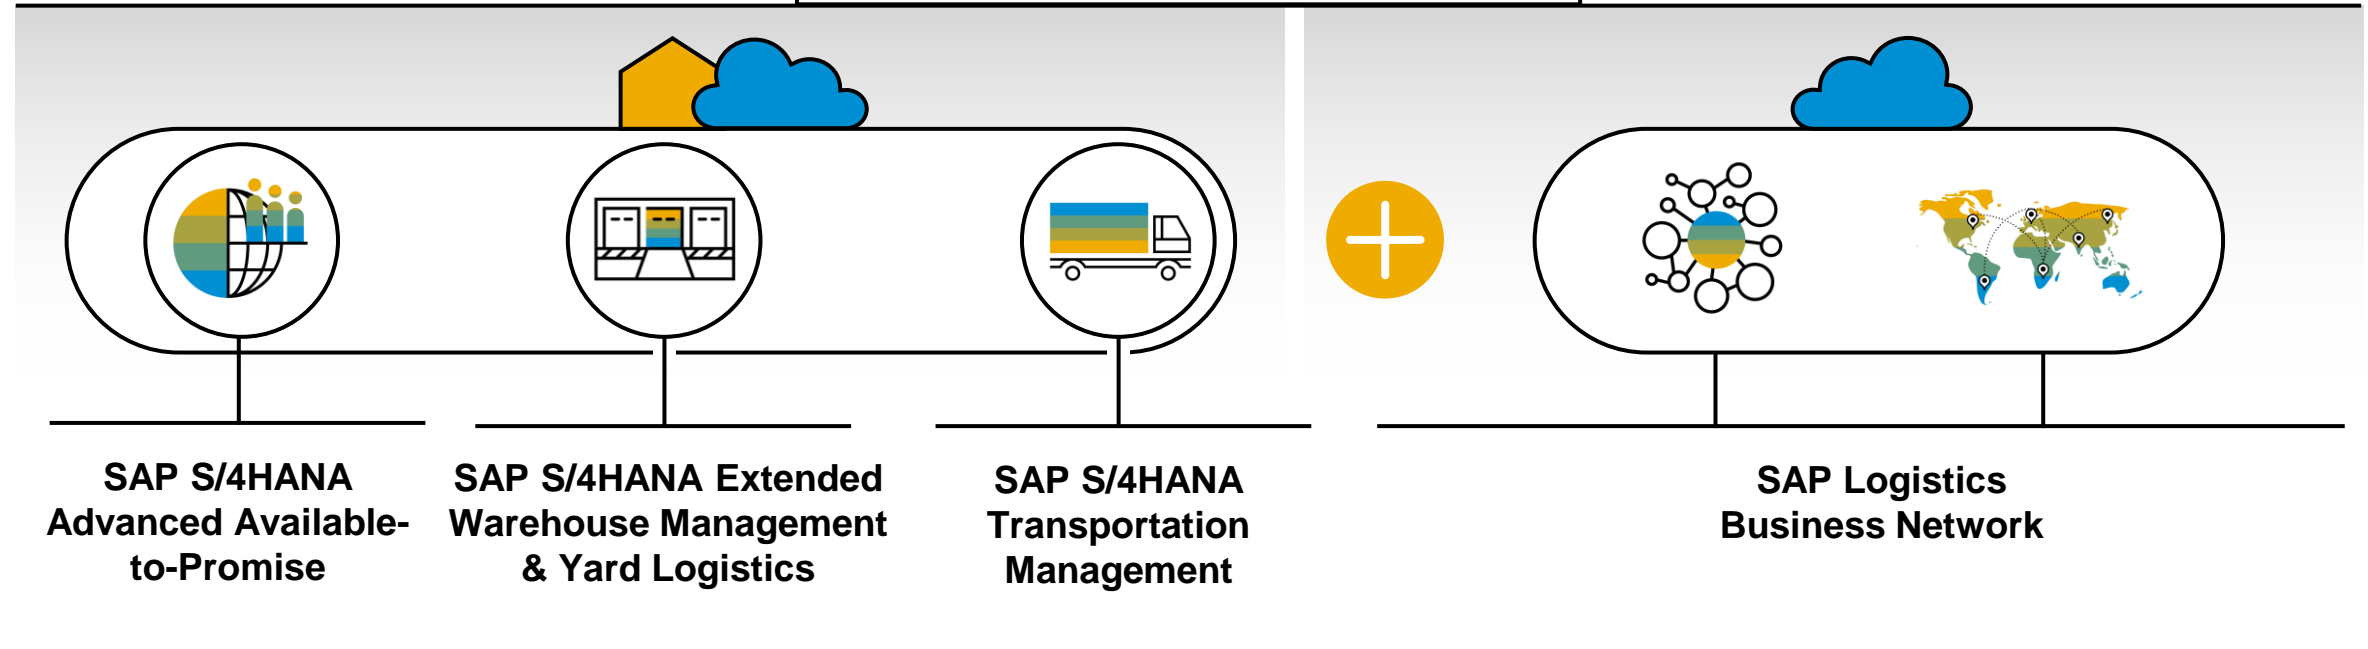 SAP S/4HANA
Advanced Available-
to-Promise
SAP S/4HANA Extended
Warehouse Management
& Yard Logistics
SAP S/4HANA
Transportation
Management
SAP Logistics
Business Network